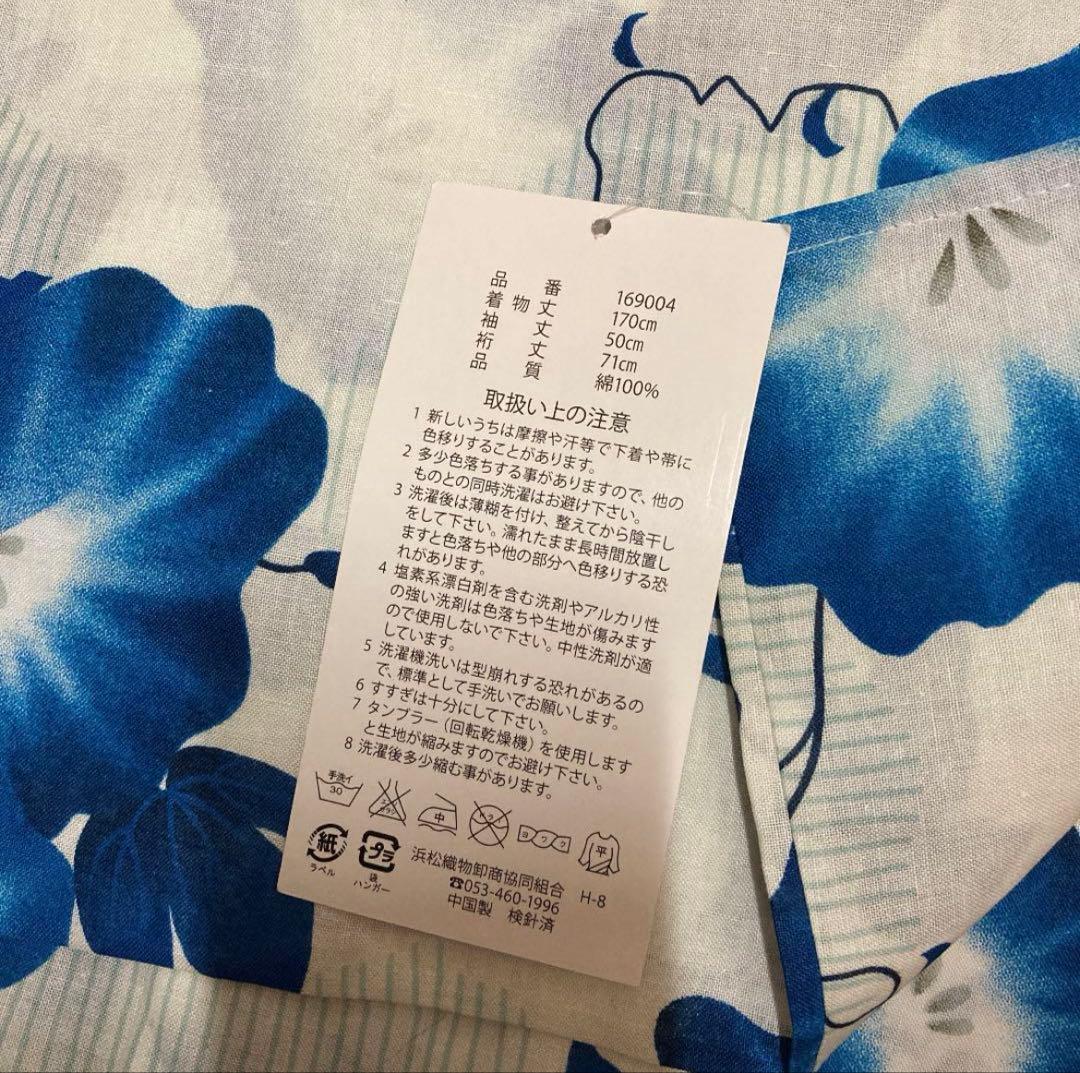 品番 169004
着物丈 170cm
袖丈 50cm
裄丈 71cm
品質 綿100%
取扱い上の注意
1 新しいうちは摩擦や汗等で下着や帯に
色移りすることがあります。
2 多少色落ちする事がありますので、他の
ものとの同時洗濯はお避け下さい。
3 洗濯後は薄糊を付け、整えてから陰干し
をして下さい。濡れたまま長時間放置し
ますと色落ちや他の部分へ色移りする恐
れがあります。
4 塩素系漂白剤を含む洗剤やアルカリ性
の強い洗剤は色落ちや生地が傷みます
ので使用しないで下さい。中性洗剤が適
しています。
5 洗濯機洗いは型崩れする恐れがあるの
で、標準として手洗いでお願いします。
6 すすぎは十分にして下さい。
7 タンブラー（回転乾燥機）を使用します
と生地が縮みますのでお避け下さい。
8 洗濯後多少縮む事があります。
手洗イ
30
エンソサラシ
中
ドライ
ヨワク
平
紙
ラベル
プラ
袋
ハンガー
浜松織物卸商協同組合 H-8
☎053-460-1996
中国製 検針済